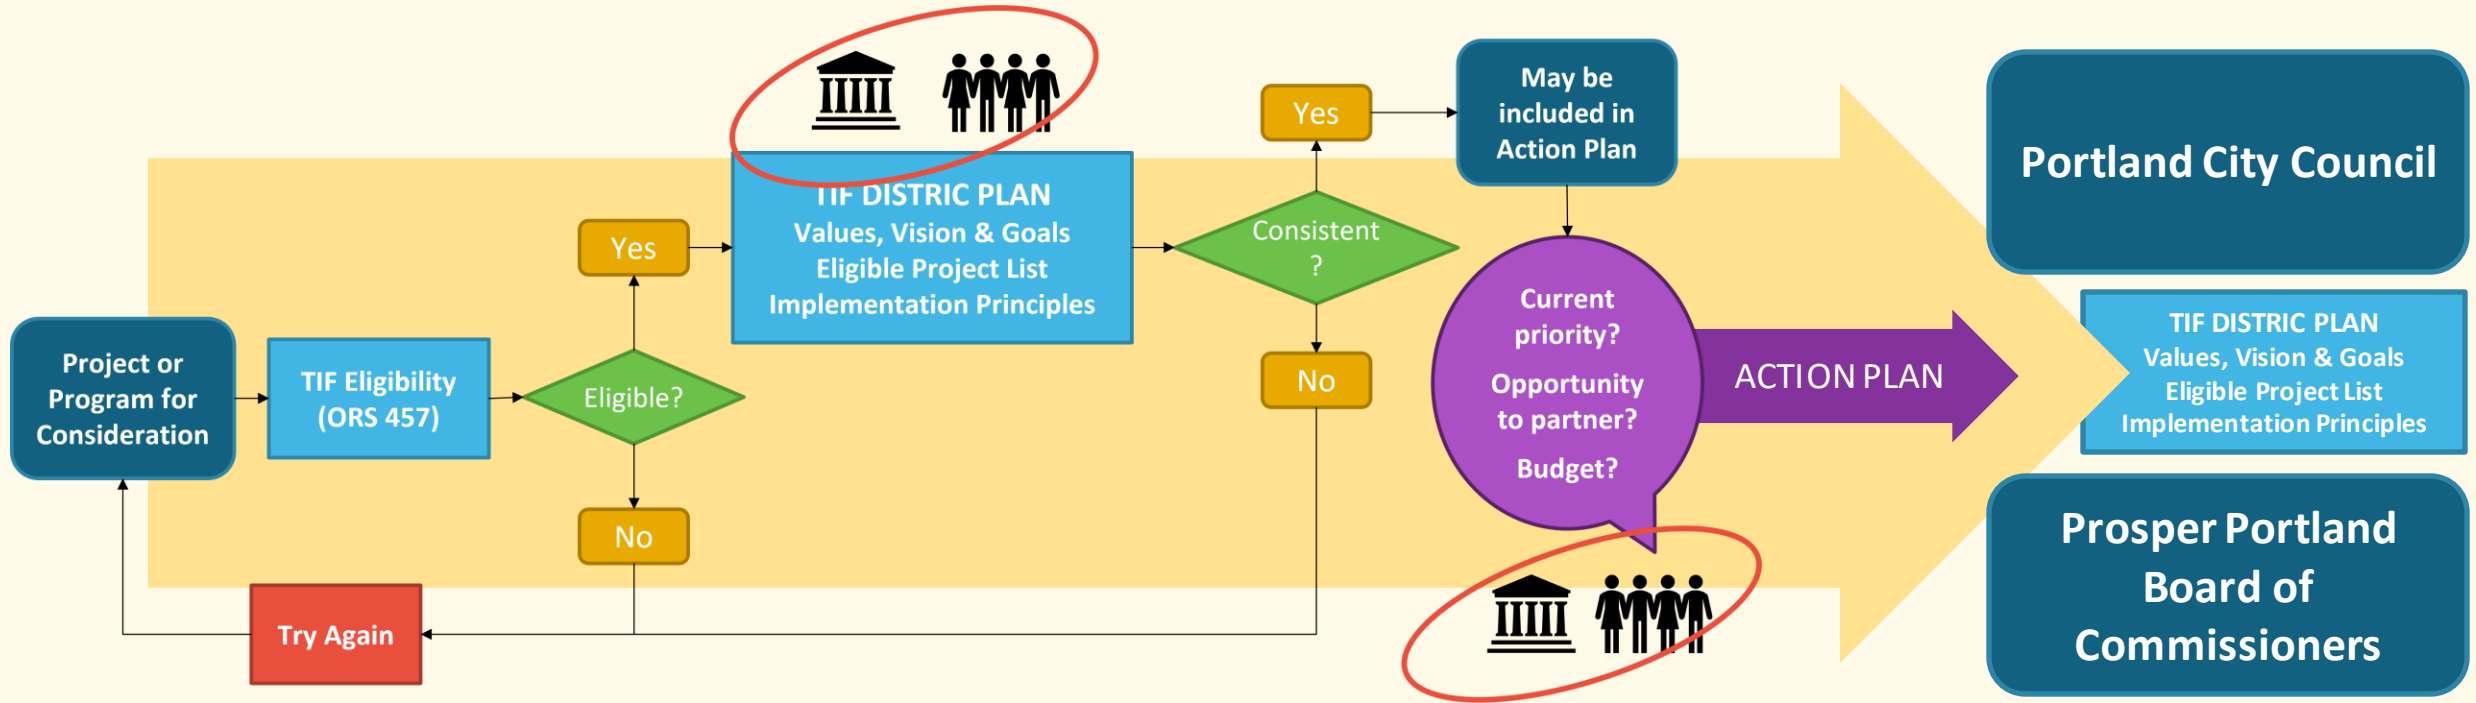 Project or
Program for
Consideration
TIF Eligibility
(ORS 457)
Eligible?
Yes
No
Try Again
TIF DISTRIC PLAN
Values, Vision & Goals
Eligible Project List
Implementation Principles
Consistent
?
Yes
No
May be
included in
Action Plan
Current
priority?
Opportunity
to partner?
Budget?
ACTION PLAN
Portland City Council
TIF DISTRIC PLAN
Values, Vision & Goals
Eligible Project List
Implementation Principles
Prosper Portland
Board of
Commissioners